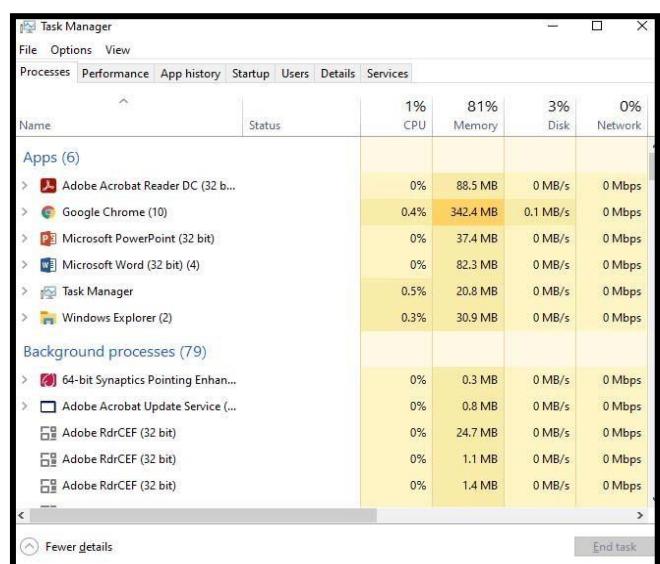 Task Manager
File Options View
Processes Performance App history Startup Users Details Services
1% 81% 3% 0%
Name Status CPU Memory Disk Network
Apps (6)
Adobe Acrobat Reader DC (32 b... 0% 88.5 MB 0 MB/s 0 Mbps
Google Chrome (10) 0.4% 342.4 MB 0.1 MB/s 0 Mbps
Microsoft PowerPoint (32 bit) 0% 37.4 MB 0 MB/s 0 Mbps
Microsoft Word (32 bit) (4) 0% 82.3 MB 0 MB/s 0 Mbps
Task Manager 0.5% 20.8 MB 0 MB/s 0 Mbps
Windows Explorer (2) 0.3% 30.9 MB 0 MB/s 0 Mbps
Background processes (79)
64-bit Synaptics Pointing Enhan... 0% 0.3 MB 0 MB/s 0 Mbps
Adobe Acrobat Update Service (... 0% 0.8 MB 0 MB/s 0 Mbps
Adobe RdrCEF (32 bit) 0% 24.7 MB 0 MB/s 0 Mbps
Adobe RdrCEF (32 bit) 0% 1.1 MB 0 MB/s 0 Mbps
Adobe RdrCEF (32 bit) 0% 1.4 MB 0 MB/s 0 Mbps
Fewer details End task